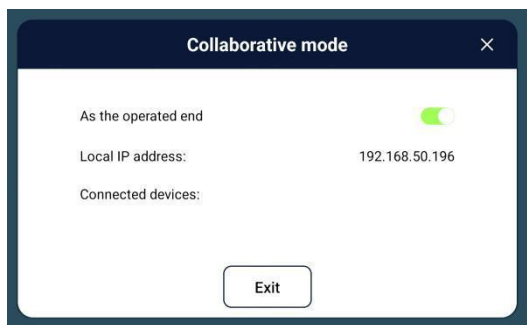 Collaborative mode
As the operated end
Local IP address: 192.168.50.196
Connected devices:
Exit